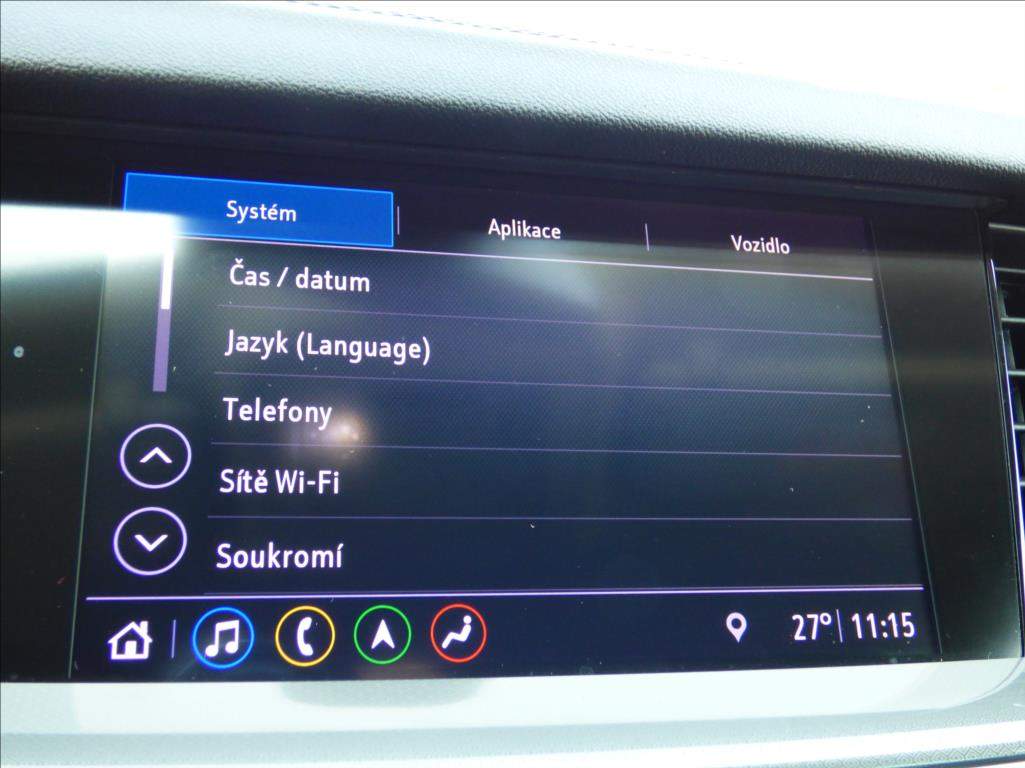 Systém
Aplikace
Vozidlo
Čas / datum
Jazyk (Language)
Telefony
Sítě Wi-Fi
Soukromí
27° 11:15